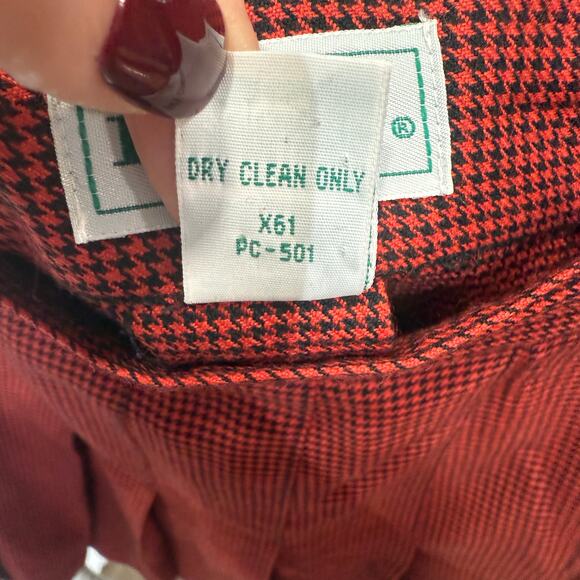 ®
DRY CLEAN ONLY
X61
PC-501